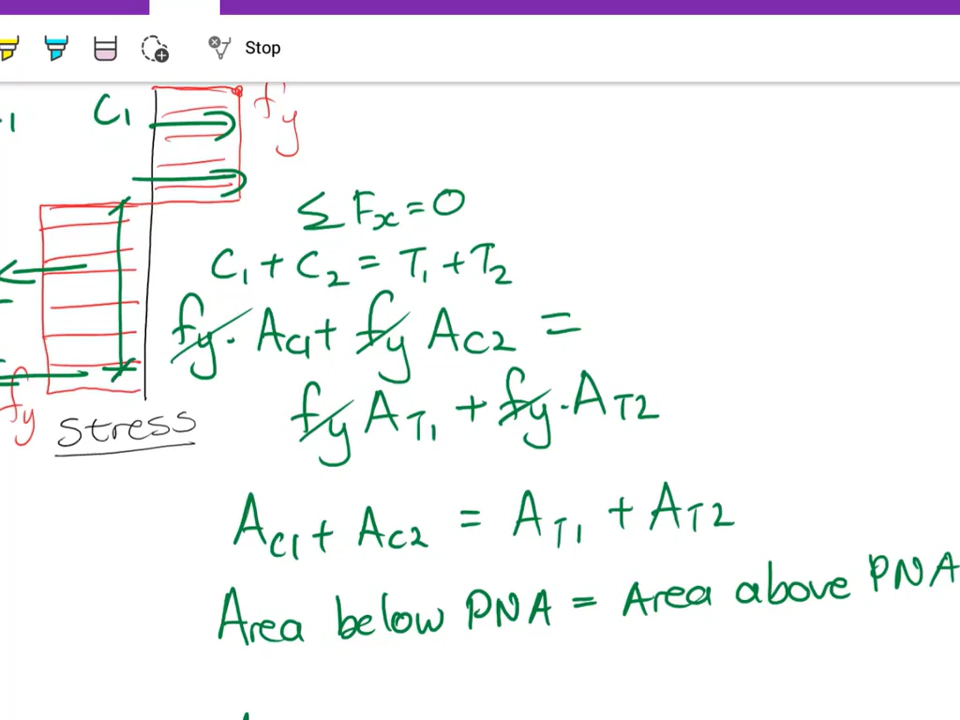 Stop
C1
fy
ΣFx = 0
C1 + C2 = T1 + T2
fy · AC1 + fy AC2 =
fy AT1 + fy · AT2
fy
Stress
AC1 + AC2 = AT1 + AT2
Area below PNA = Area above PNA